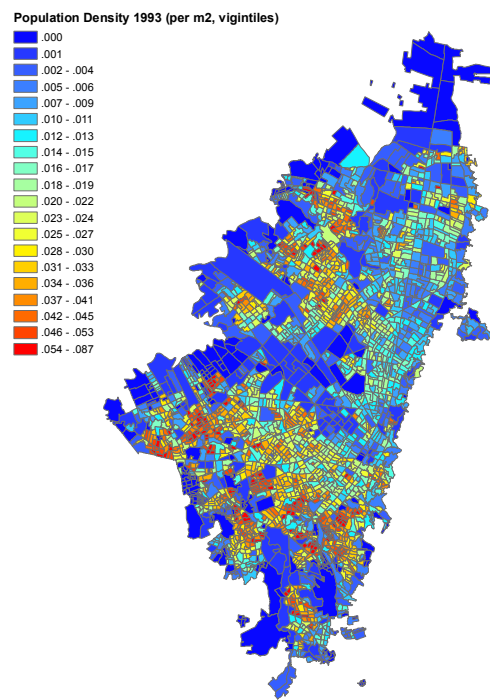 Population Density 1993 (per m2, vigintiles)
.000
.001
.002 - .004
.005 - .006
.007 - .009
.010 - .011
.012 - .013
.014 - .015
.016 - .017
.018 - .019
.020 - .022
.023 - .024
.025 - .027
.028 - .030
.031 - .033
.034 - .036
.037 - .041
.042 - .045
.046 - .053
.054 - .087